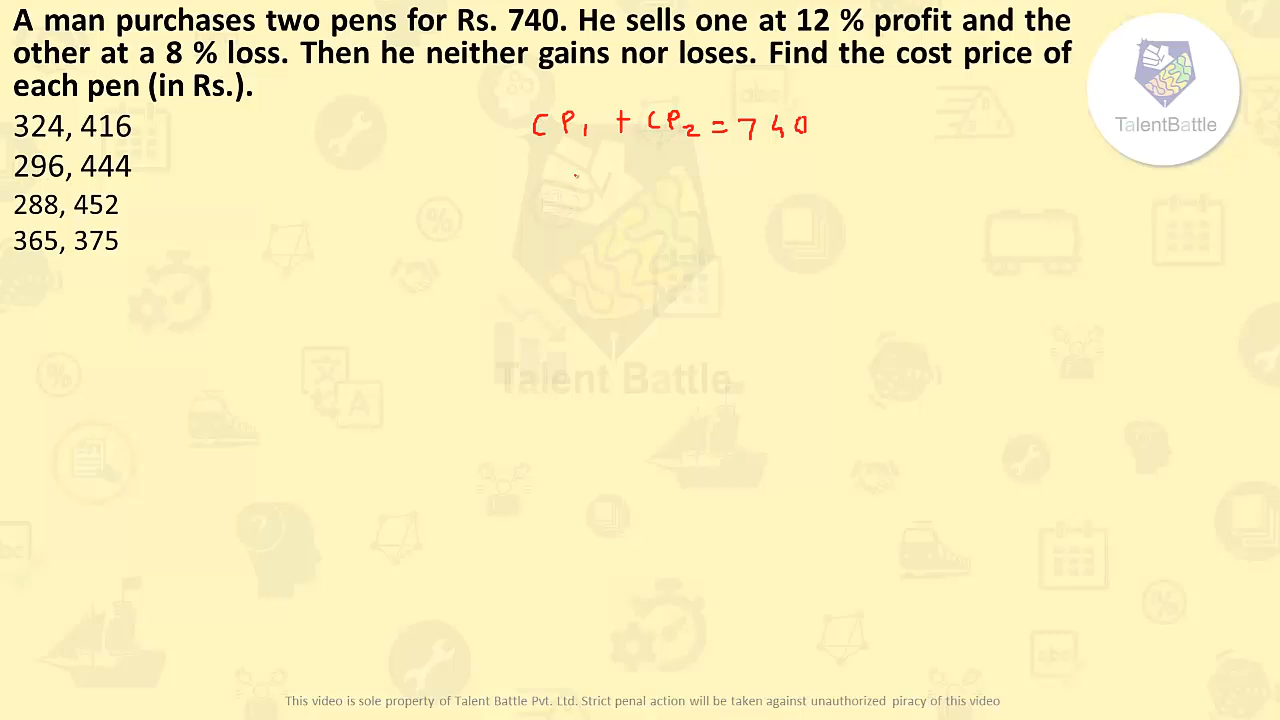 A man purchases two pens for Rs. 740. He sells one at 12 % profit and the
other at a 8 % loss. Then he neither gains nor loses. Find the cost price of
each pen (in Rs.).
324, 416
296, 444
288, 452
365, 375
CP₁ + CP₂ = 740
TalentBattle
Talent Battle
This video is sole property of Talent Battle Pvt. Ltd. Strict penal action will be taken against unauthorized piracy of this video